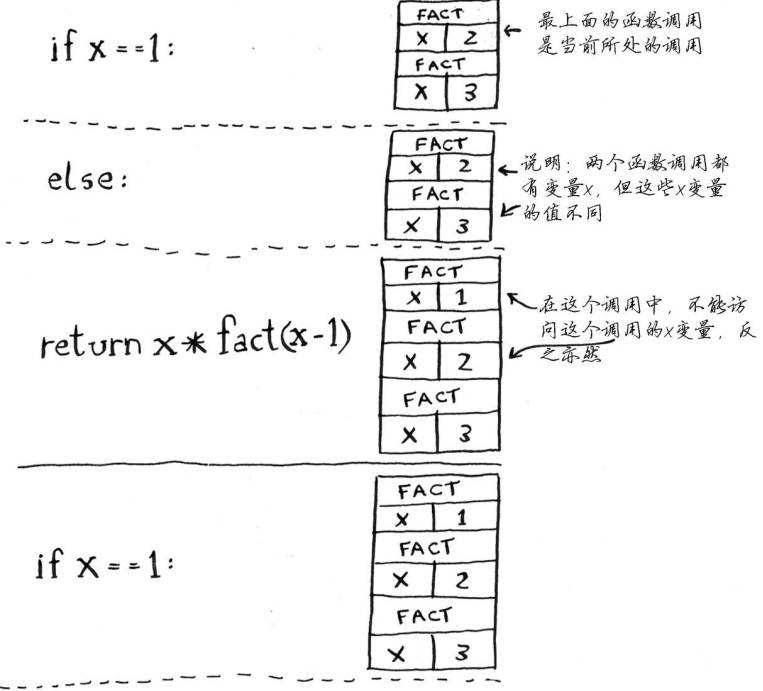 if x==1:
FACT
x 2
FACT
x 3
最上面的函数调用
是当前所处的调用
else:
FACT
x 2
FACT
x 3
说明：两个函数调用都
有变量x，但这些x变量
的值不同
return x*fact(x-1)
FACT
x 1
FACT
x 2
FACT
x 3
在这个调用中，不能访
问这个调用的x变量，反
之亦然
if x==1:
FACT
x 1
FACT
x 2
FACT
x 3